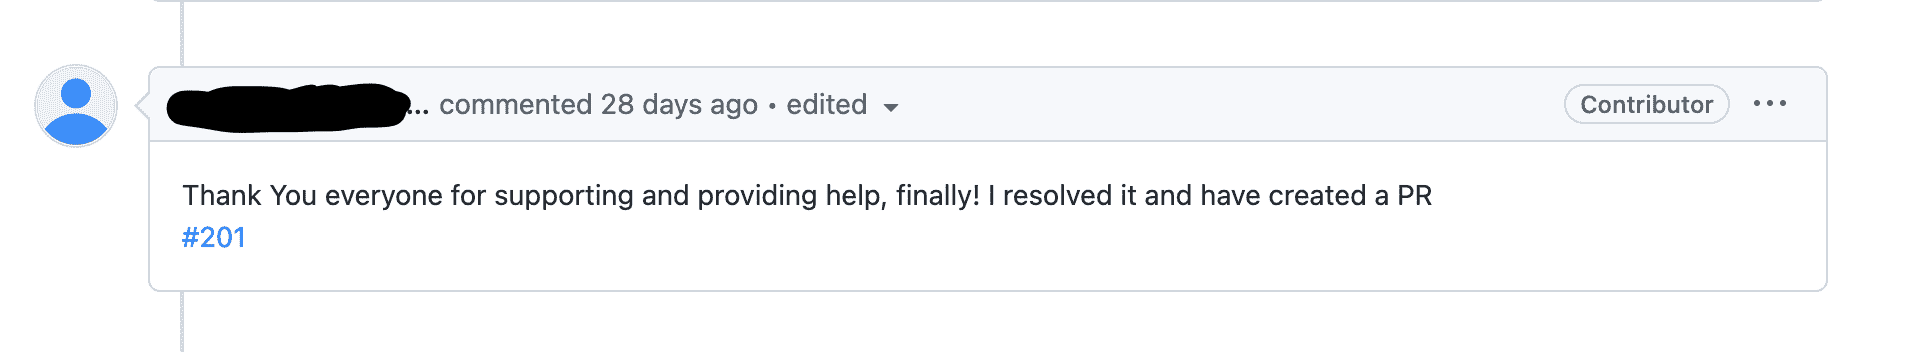 ... commented 28 days ago • edited
Contributor
Thank You everyone for supporting and providing help, finally! I resolved it and have created a PR
#201